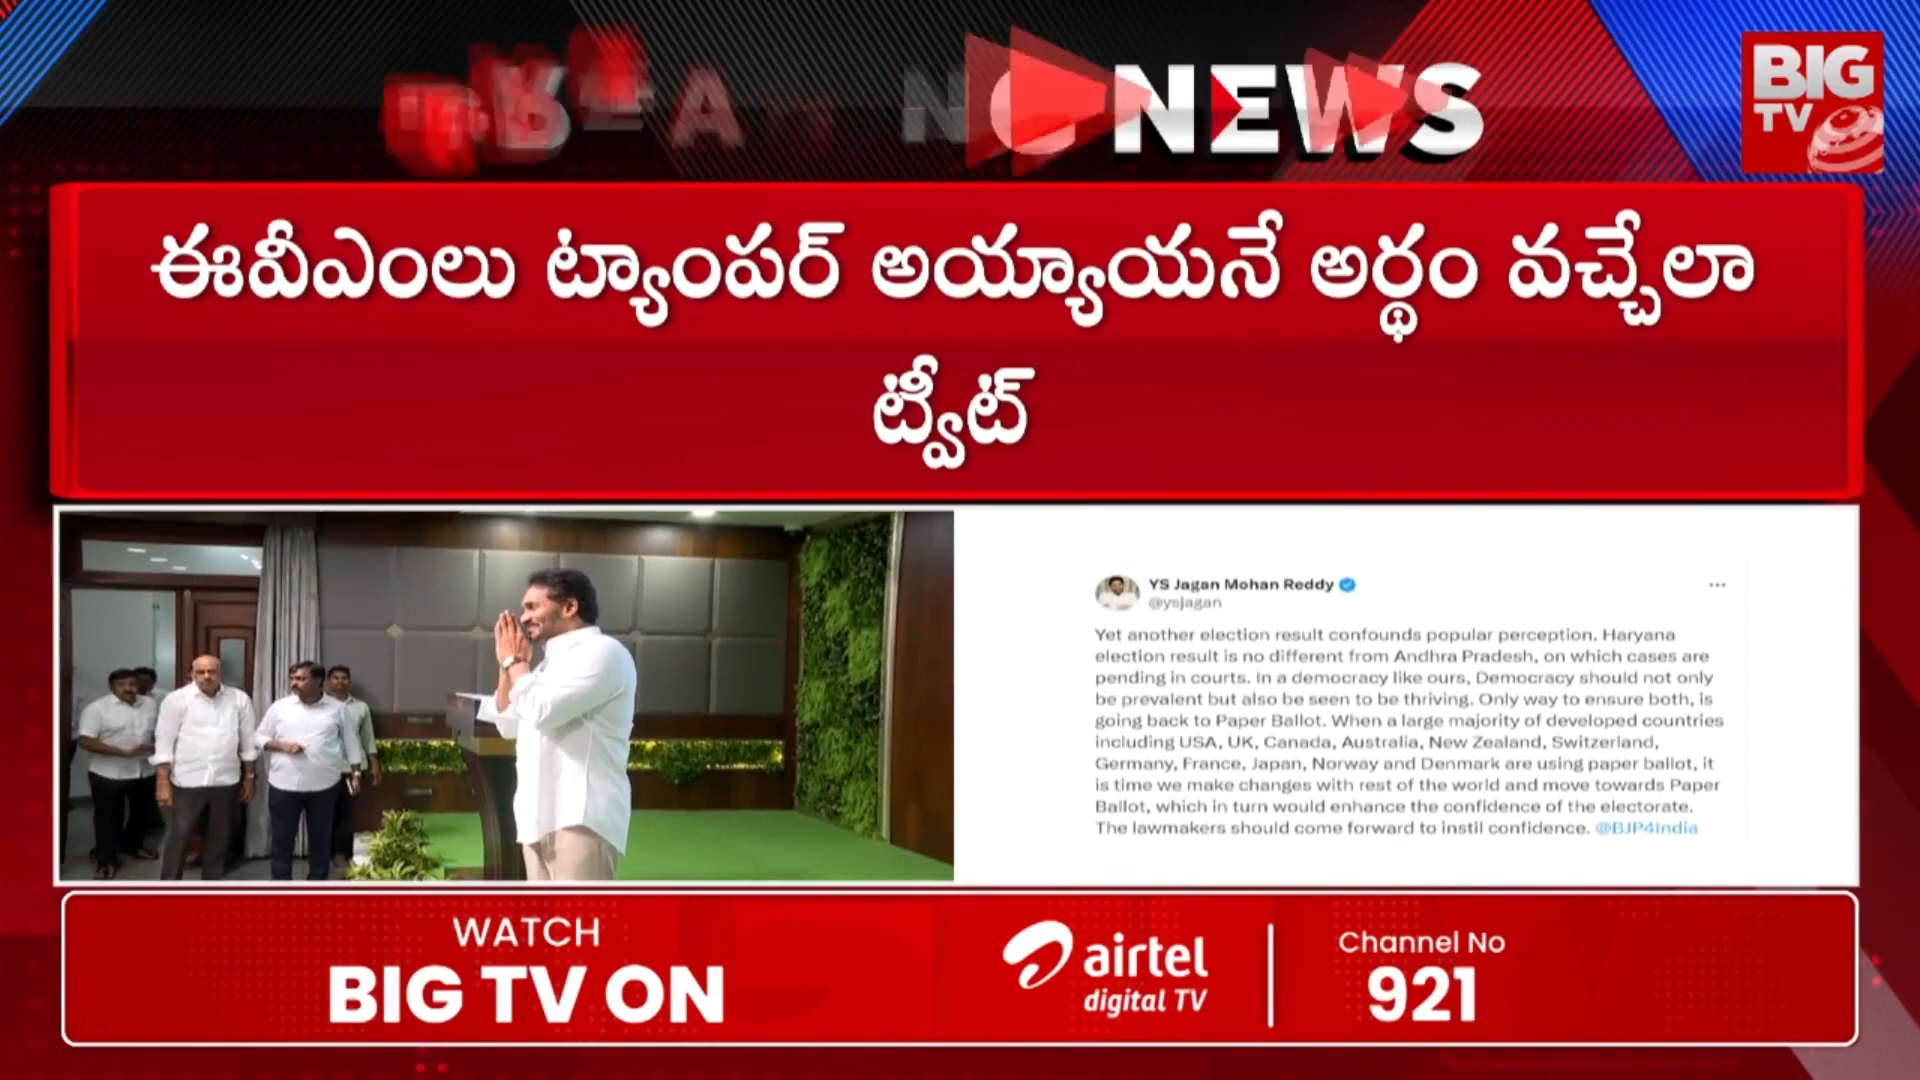 NEWS
BIG
TV
ఈవీఎంలు ట్యాంపర్ అయ్యాయనే అర్థం వచ్చేలా
ట్వీట్
YS Jagan Mohan Reddy
@ysjagan
Yet another election result confounds popular perception. Haryana
election result is no different from Andhra Pradesh, on which cases are
pending in courts. In a democracy like ours, Democracy should not only
be prevalent but also be seen to be thriving. Only way to ensure both, is
going back to Paper Ballot. When a large majority of developed countries
including USA, UK, Canada, Australia, New Zealand, Switzerland,
Germany, France, Japan, Norway and Denmark are using paper ballot, it
is time we make changes with rest of the world and move towards Paper
Ballot, which in turn would enhance the confidence of the electorate.
The lawmakers should come forward to instil confidence. @BJP4India
WATCH
BIG TV ON
airtel
digital TV
Channel No
921